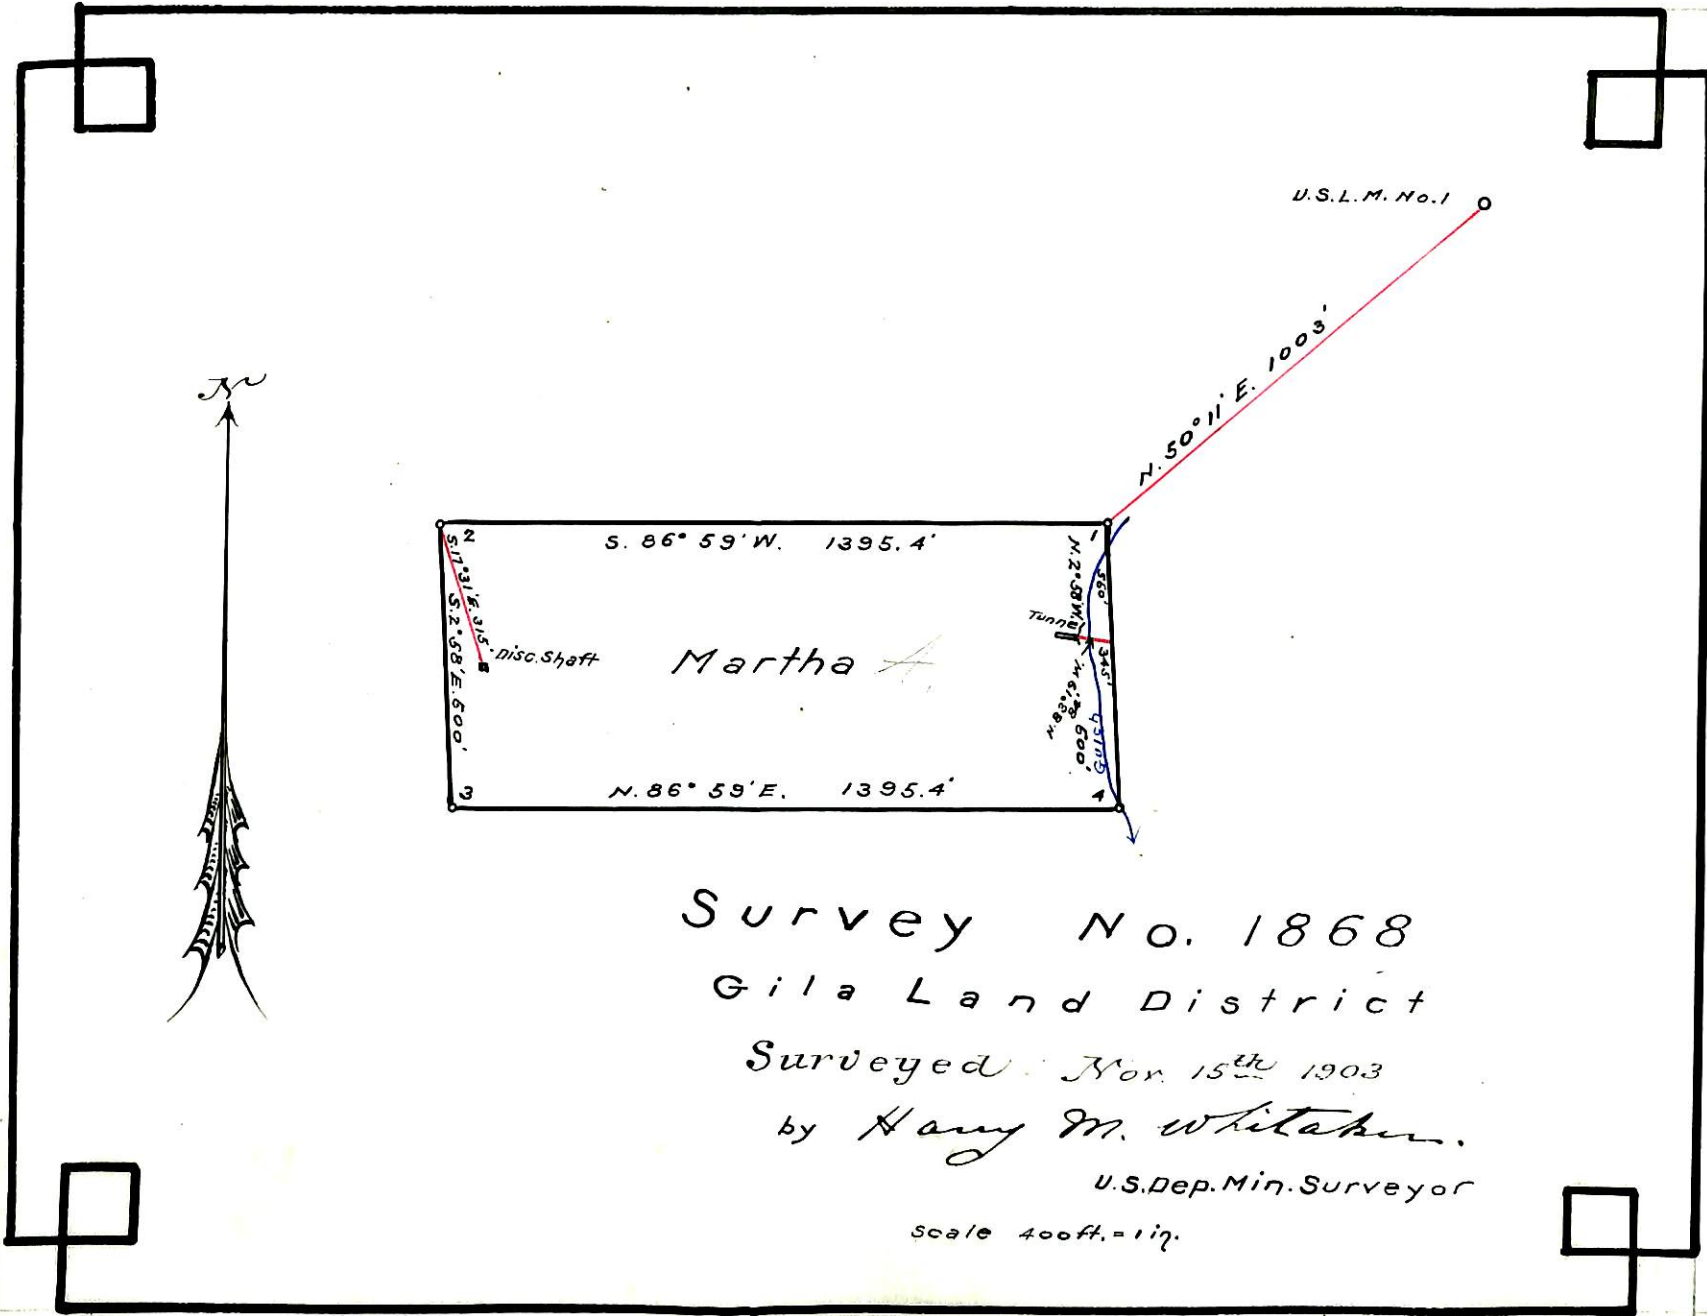 U.S.L.M. No.1
N
N. 50° 11' E. 1003'
2
S. 86° 59' W. 1395.4'
1
S.17°31'E. 315
S. 2° 58' E. 600'
Disc. Shaft
Martha
Tunnel
N. 2° 58' W.
600'
560'
345'
Gulch
3
N. 86° 59' E. 1395.4'
4
Survey No. 1868
Gila Land District
Surveyed Nov. 15th 1903
by Harry M. Whitaker.
U.S. Dep. Min. Surveyor
Scale 400 ft. = 1 in.